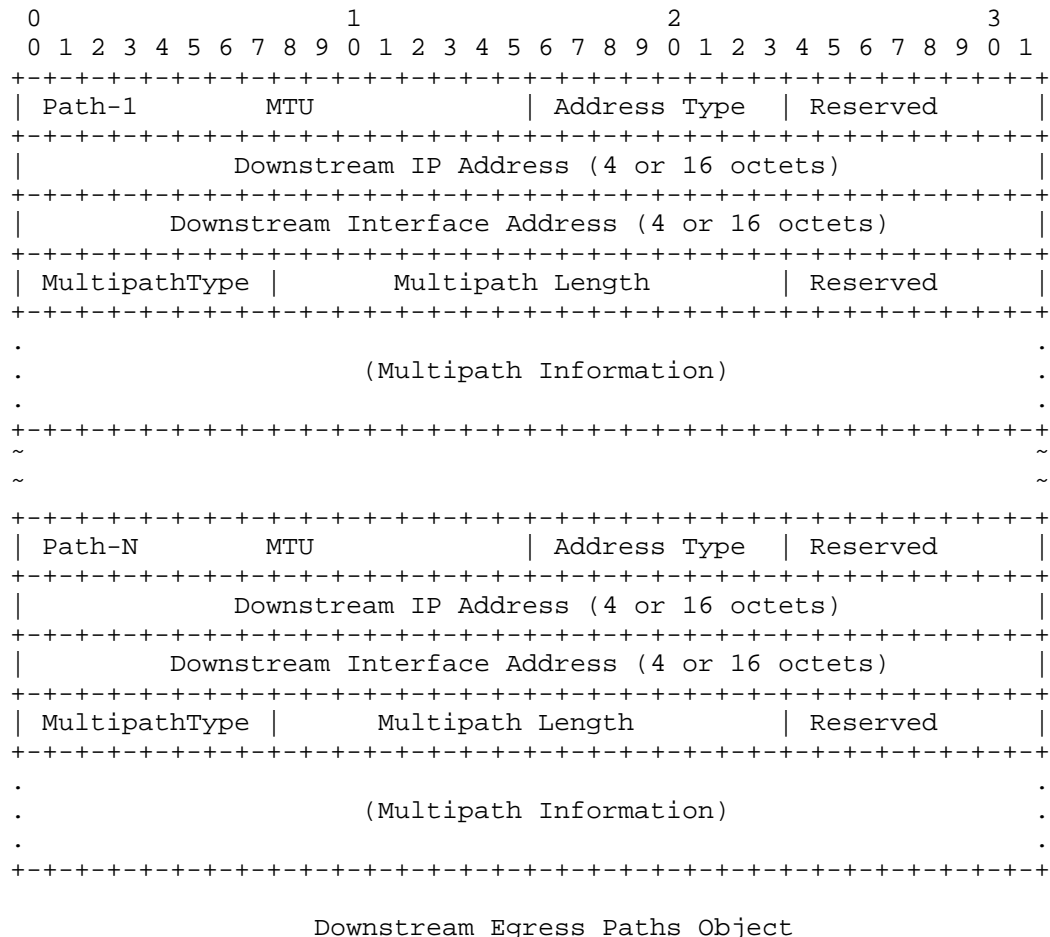 0                   1                   2                   3
 0 1 2 3 4 5 6 7 8 9 0 1 2 3 4 5 6 7 8 9 0 1 2 3 4 5 6 7 8 9 0 1
+-+-+-+-+-+-+-+-+-+-+-+-+-+-+-+-+-+-+-+-+-+-+-+-+-+-+-+-+-+-+-+-+
| Path-1        MTU             | Address Type  | Reserved      |
+-+-+-+-+-+-+-+-+-+-+-+-+-+-+-+-+-+-+-+-+-+-+-+-+-+-+-+-+-+-+-+-+
|             Downstream IP Address (4 or 16 octets)            |
+-+-+-+-+-+-+-+-+-+-+-+-+-+-+-+-+-+-+-+-+-+-+-+-+-+-+-+-+-+-+-+-+
|         Downstream Interface Address (4 or 16 octets)         |
+-+-+-+-+-+-+-+-+-+-+-+-+-+-+-+-+-+-+-+-+-+-+-+-+-+-+-+-+-+-+-+-+
| MultipathType |       Multipath Length        | Reserved      |
+-+-+-+-+-+-+-+-+-+-+-+-+-+-+-+-+-+-+-+-+-+-+-+-+-+-+-+-+-+-+-+-+
.                                                               .
.                     (Multipath Information)                   .
.                                                               .
+-+-+-+-+-+-+-+-+-+-+-+-+-+-+-+-+-+-+-+-+-+-+-+-+-+-+-+-+-+-+-+-+
~                                                               ~
~                                                               ~
+-+-+-+-+-+-+-+-+-+-+-+-+-+-+-+-+-+-+-+-+-+-+-+-+-+-+-+-+-+-+-+-+
| Path-N        MTU             | Address Type  | Reserved      |
+-+-+-+-+-+-+-+-+-+-+-+-+-+-+-+-+-+-+-+-+-+-+-+-+-+-+-+-+-+-+-+-+
|             Downstream IP Address (4 or 16 octets)            |
+-+-+-+-+-+-+-+-+-+-+-+-+-+-+-+-+-+-+-+-+-+-+-+-+-+-+-+-+-+-+-+-+
|         Downstream Interface Address (4 or 16 octets)         |
+-+-+-+-+-+-+-+-+-+-+-+-+-+-+-+-+-+-+-+-+-+-+-+-+-+-+-+-+-+-+-+-+
| MultipathType |      Multipath Length         | Reserved      |
+-+-+-+-+-+-+-+-+-+-+-+-+-+-+-+-+-+-+-+-+-+-+-+-+-+-+-+-+-+-+-+-+
.                                                               .
.                     (Multipath Information)                   .
.                                                               .
+-+-+-+-+-+-+-+-+-+-+-+-+-+-+-+-+-+-+-+-+-+-+-+-+-+-+-+-+-+-+-+-+
Downstream Egress Paths Object